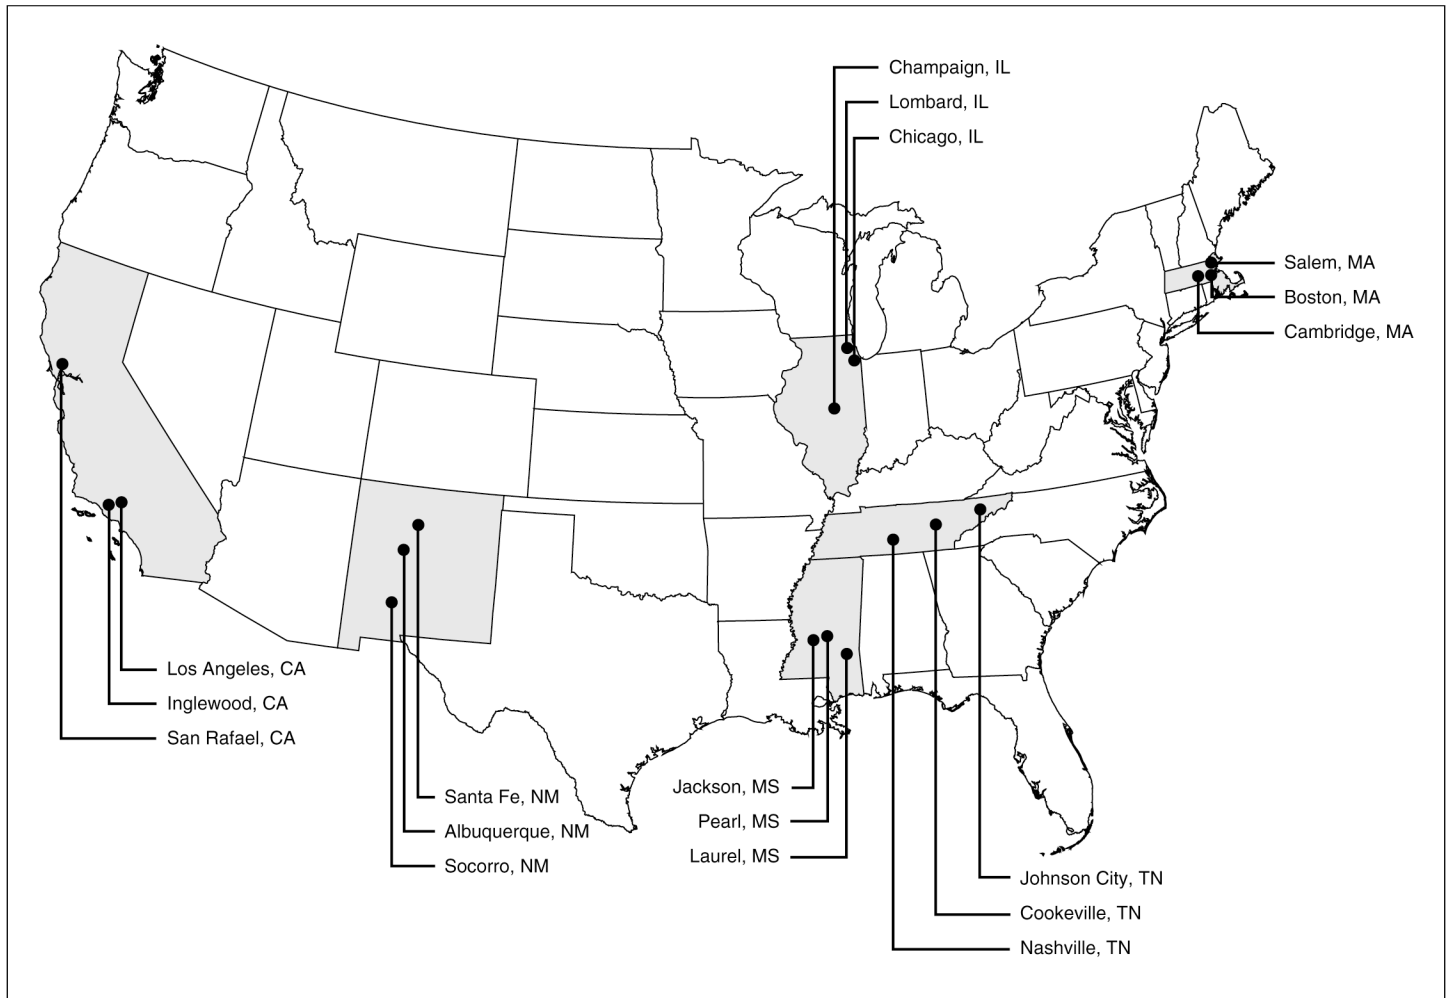 Champaign, IL
Lombard, IL
Chicago, IL
Salem, MA
Boston, MA
Cambridge, MA
Los Angeles, CA
Inglewood, CA
San Rafael, CA
Santa Fe, NM
Albuquerque, NM
Socorro, NM
Jackson, MS
Pearl, MS
Laurel, MS
Johnson City, TN
Cookeville, TN
Nashville, TN